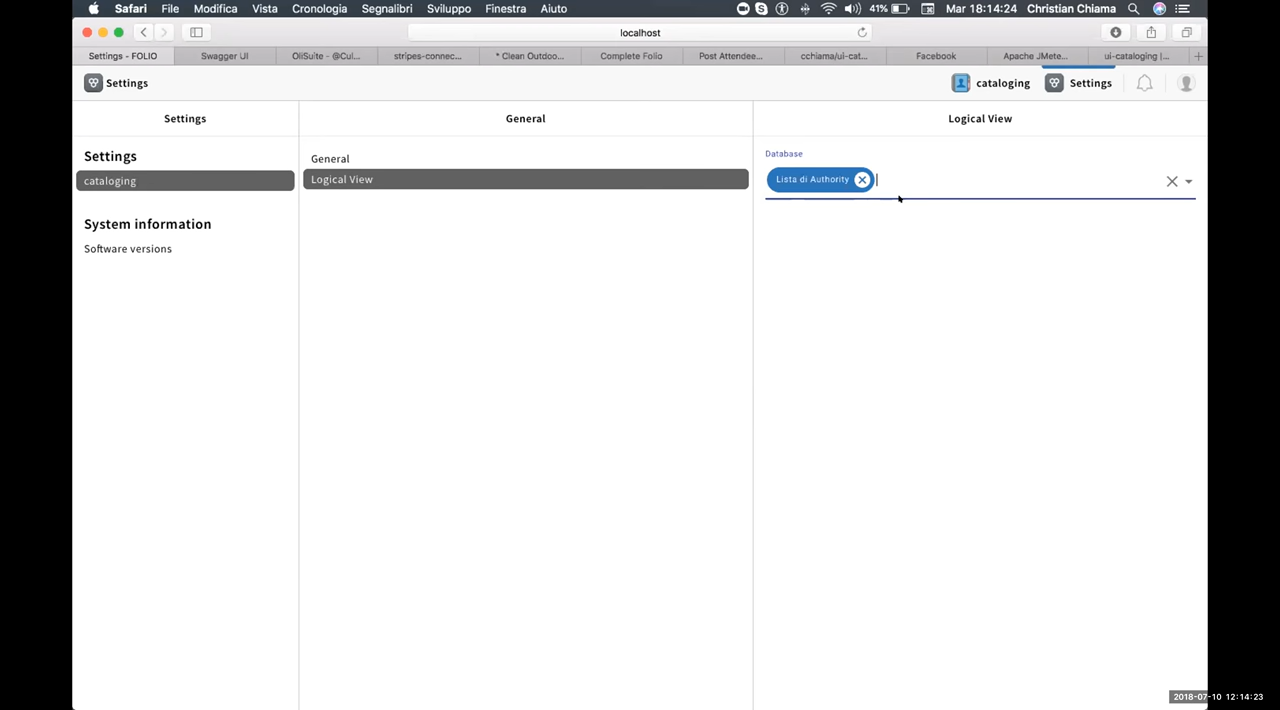 Safari File Modifica Vista Cronologia Segnalibri Sviluppo Finestra Aiuto 41% Mar 18:14:24 Christian Chiama
localhost
Settings - FOLIO Swagger UI OliSuite - @Cul... stripes-connec... * Clean Outdoo... Complete Folio Post Attendee... cchiama/ui-cat... Facebook Apache JMete... ui-cataloging |...
Settings cataloging Settings
Settings General Logical View
Settings
cataloging
System information
Software versions
General
Logical View
Database
Lista di Authority
2018-07-10 12:14:23